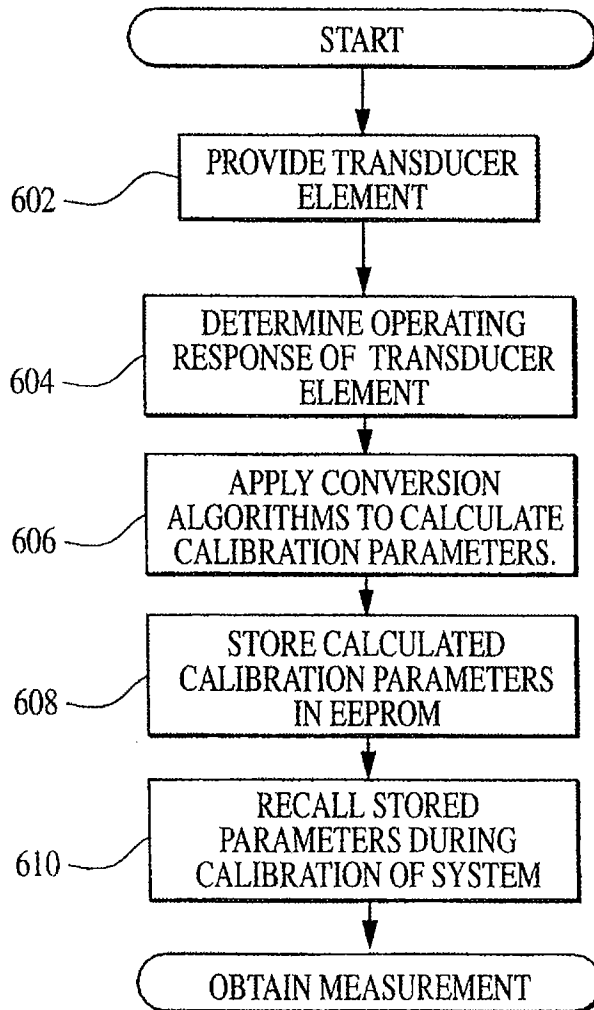 START
602
PROVIDE TRANSDUCER
ELEMENT
604
DETERMINE OPERATING
RESPONSE OF TRANSDUCER
ELEMENT
606
APPLY CONVERSION
ALGORITHMS TO CALCULATE
CALIBRATION PARAMETERS.
608
STORE CALCULATED
CALIBRATION PARAMETERS
IN EEPROM
610
RECALL STORED
PARAMETERS DURING
CALIBRATION OF SYSTEM
OBTAIN MEASUREMENT